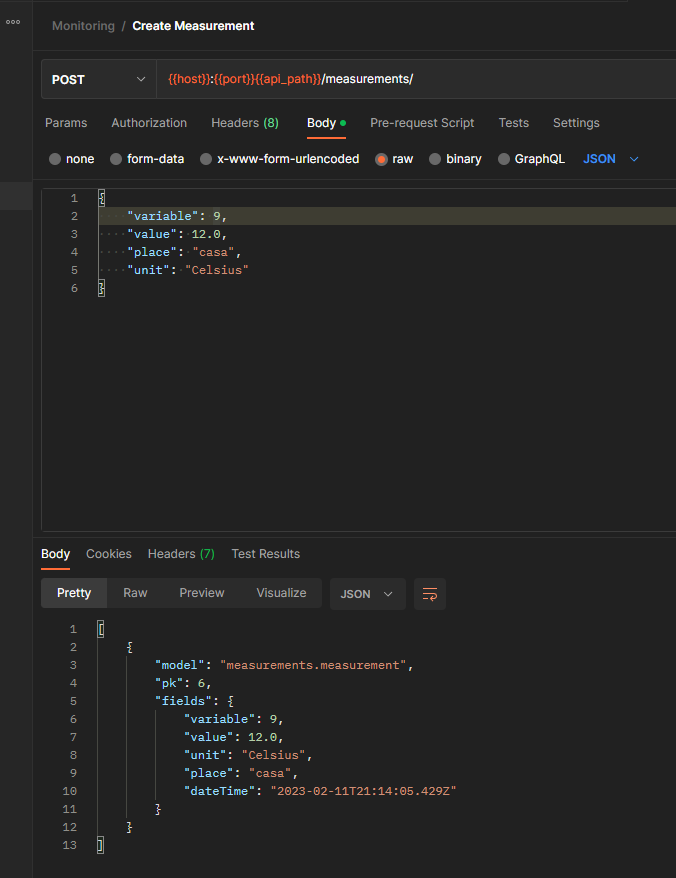 Monitoring / Create Measurement
POST {{host}}:{{port}}{{api_path}}/measurements/
Params Authorization Headers (8) Body Pre-request Script Tests Settings
none form-data x-www-form-urlencoded raw binary GraphQL JSON
1 {
2 "variable": 9,
3 "value": 12.0,
4 "place": "casa",
5 "unit": "Celsius"
6 }
Body Cookies Headers (7) Test Results
Pretty Raw Preview Visualize JSON
1 [
2 {
3 "model": "measurements.measurement",
4 "pk": 6,
5 "fields": {
6 "variable": 9,
7 "value": 12.0,
8 "unit": "Celsius",
9 "place": "casa",
10 "dateTime": "2023-02-11T21:14:05.429Z"
11 }
12 }
13 ]